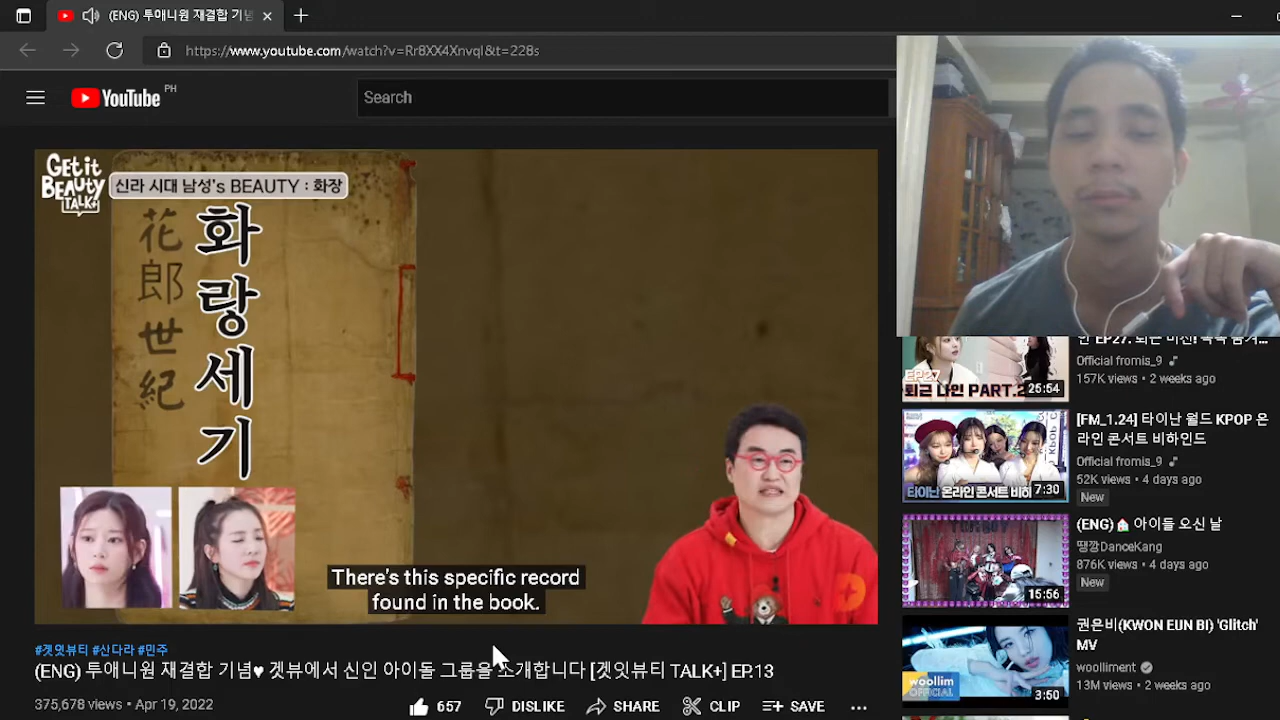 (ENG) 투애니원 재결합 기념
https://www.youtube.com/watch?v=Rr8XX4XnvqI&t=228s
YouTube PH
Search
Get it BEAUTY TALK+
신라 시대 남성's BEAUTY : 화장
花郎世紀
화랑세기
There's this specific record
found in the book.
#겟잇뷰티 #산다라 #민주
(ENG) 투애니원 재결합 기념♥ 겟뷰에서 신인 아이돌 그룹을 소개합니다 [겟잇뷰티 TALK+] EP.13
375,678 views • Apr 19, 2022
657
DISLIKE
SHARE
CLIP
SAVE
EP27
퇴근 나인 PART.2
25:54
Official fromis_9
157K views • 2 weeks ago
타이난 온라인 콘서트 비하
7:30
[FM_1.24] 타이난 월드 KPOP 온
라인 콘서트 비하인드
Official fromis_9
52K views • 4 days ago
New
15:56
(ENG)🏠 아이돌 오신 날
땡깡DanceKang
876K views • 4 days ago
New
woollim
OFFICIAL
3:50
권은비(KWON EUN BI) 'Glitch'
MV
woolliment
13M views • 2 weeks ago